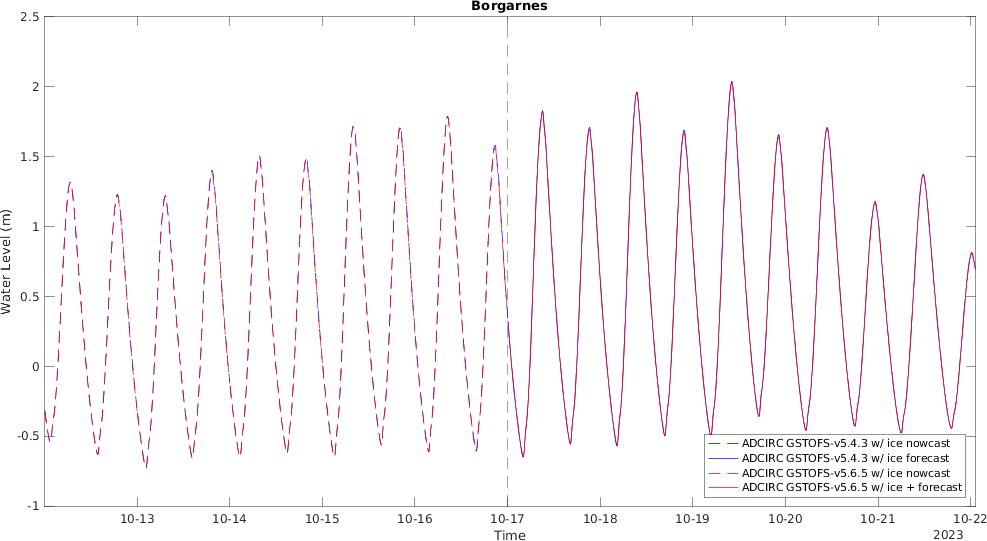 Borgarnes
2.5
2
1.5
1
0.5
0
-0.5
-1
Water Level (m)
ADCIRC GSTOFS-v5.4.3 w/ ice nowcast
ADCIRC GSTOFS-v5.4.3 w/ ice forecast
ADCIRC GSTOFS-v5.6.5 w/ ice nowcast
ADCIRC GSTOFS-v5.6.5 w/ ice + forecast
10-13 10-14 10-15 10-16 10-17 10-18 10-19 10-20 10-21 10-22
Time
2023